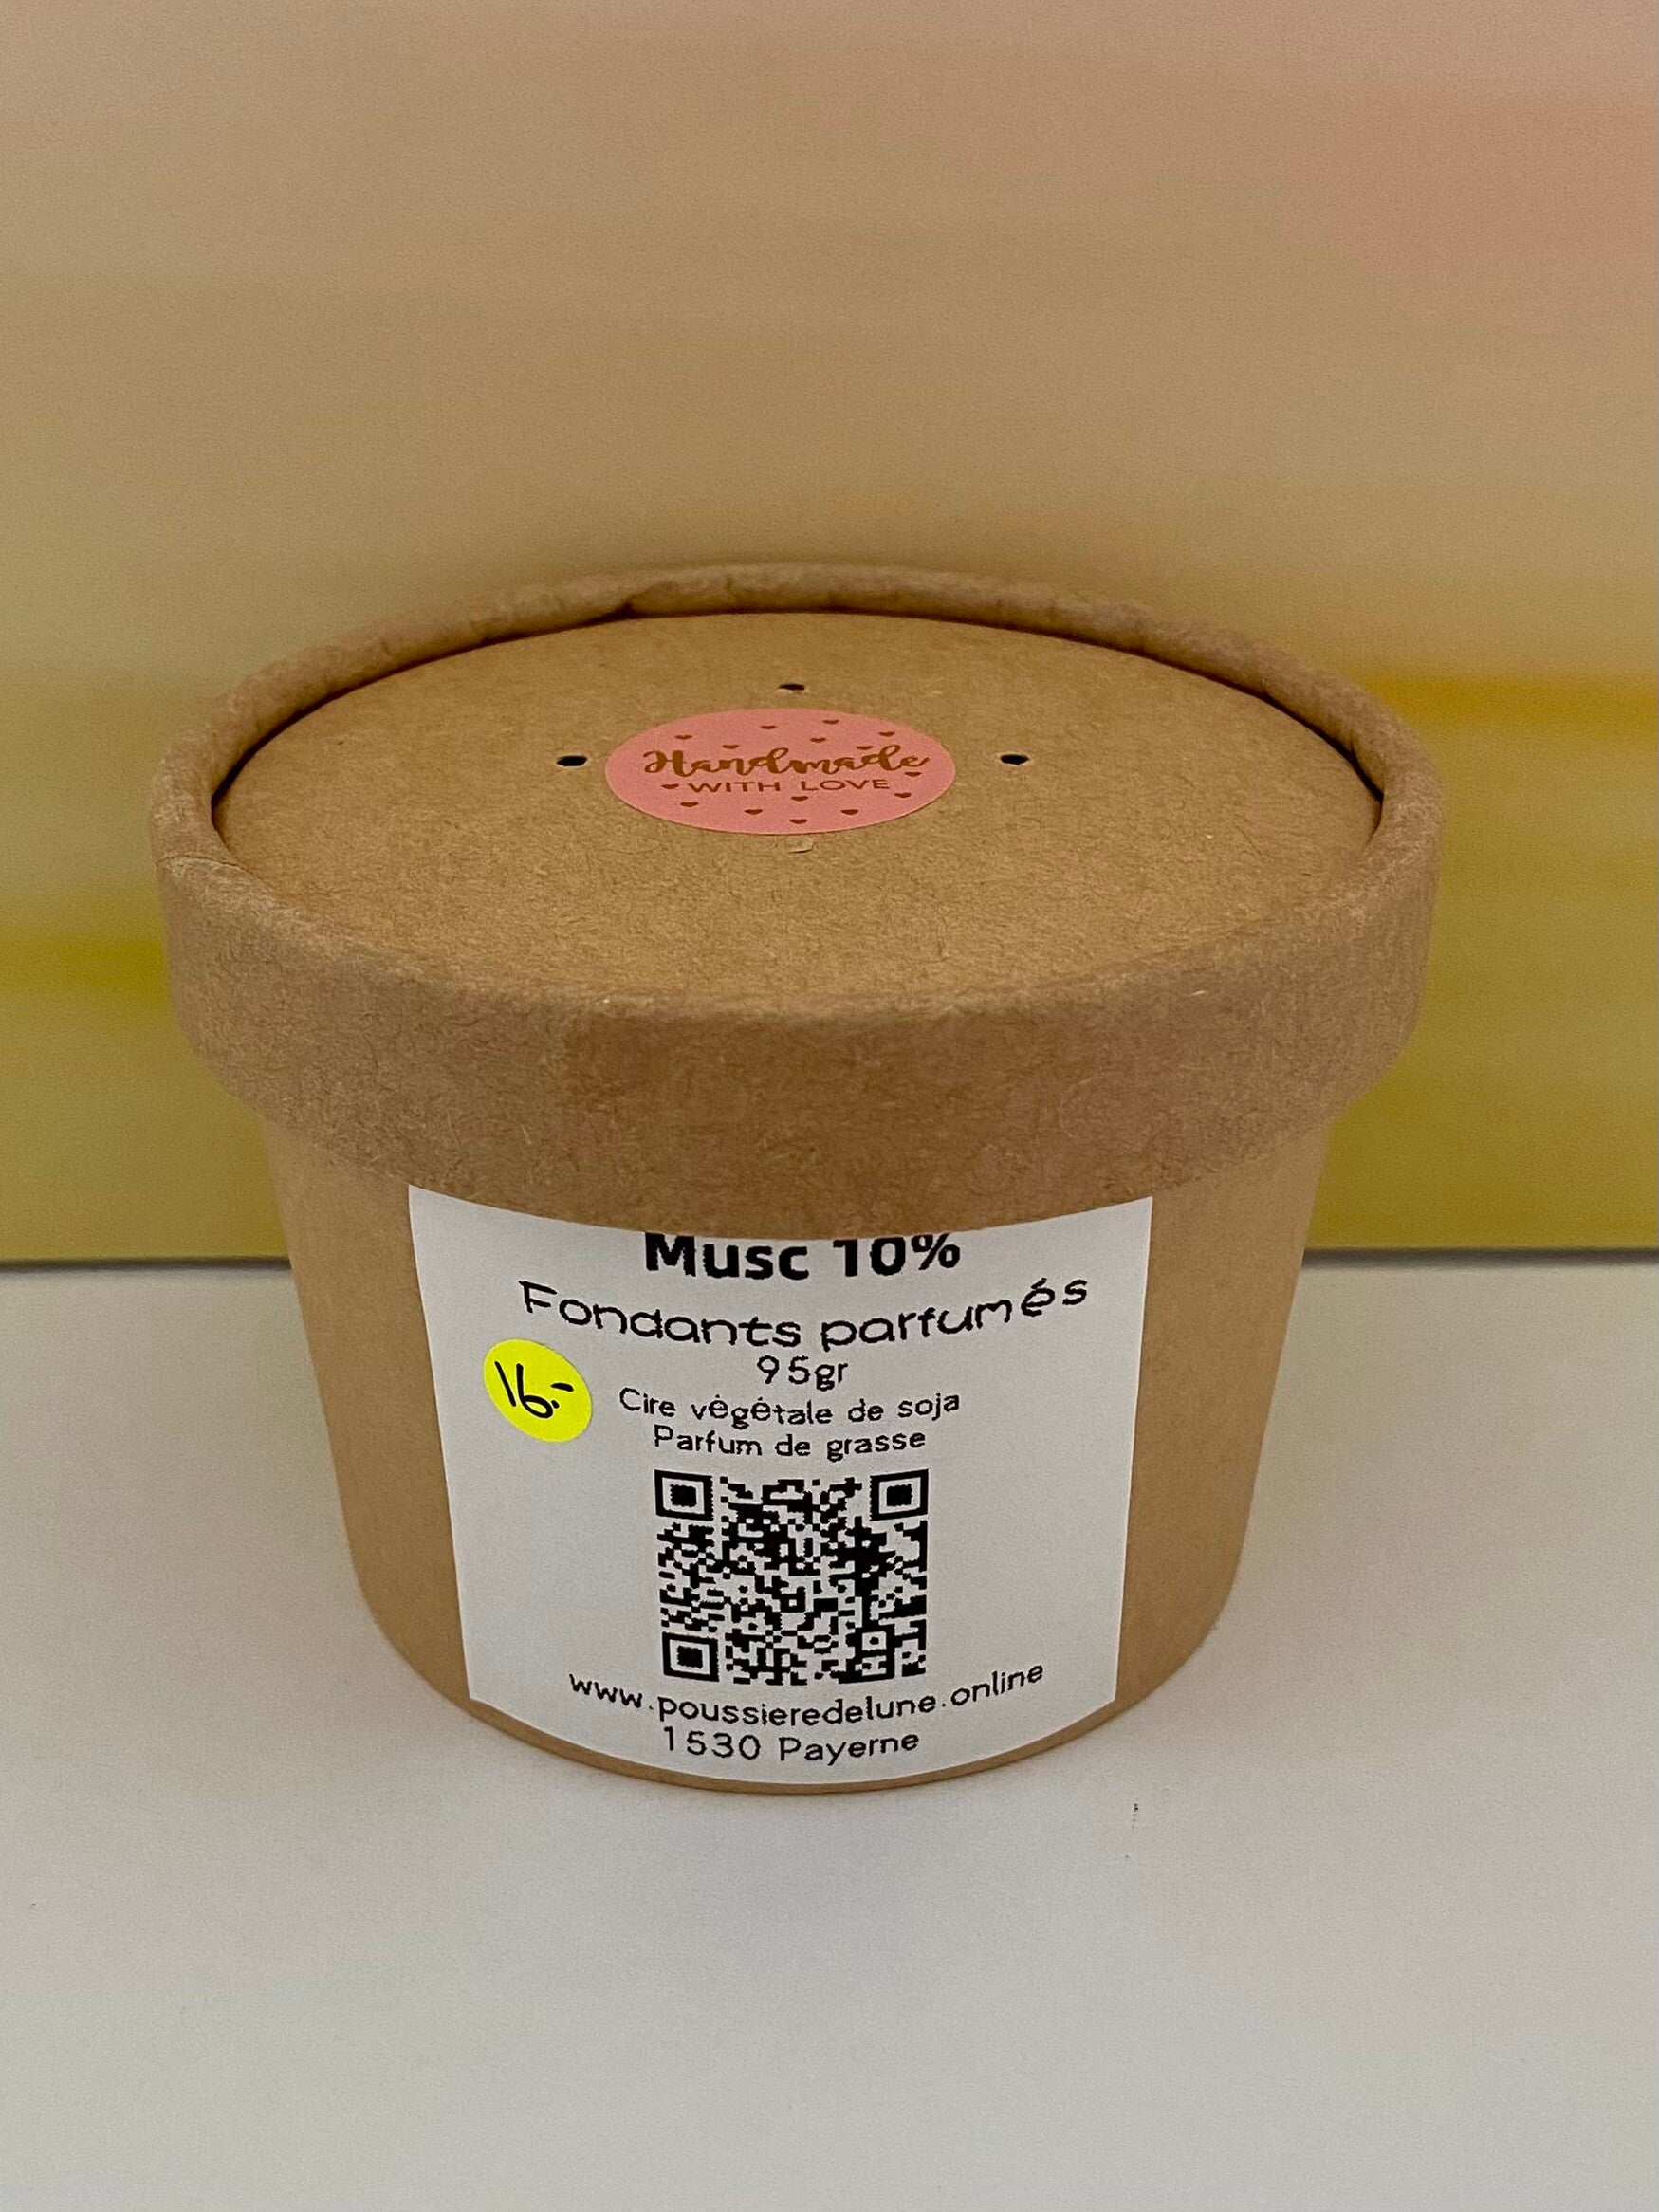 Handmade
WITH LOVE
Musc 10%
Fondants parfumés
95gr
16.-
Cire végétale de soja
Parfum de grasse
www.poussieredelune.online
1530 Payerne